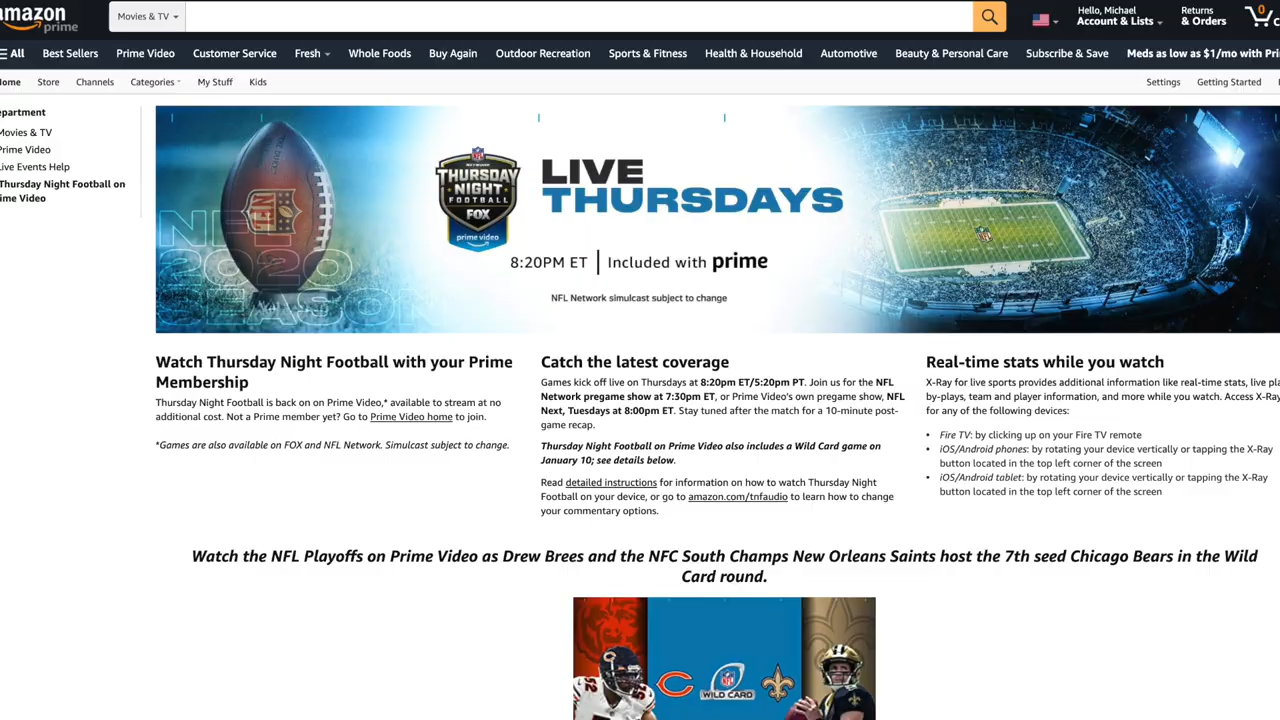 amazon
prime
Movies & TV
Hello, Michael
Account & Lists
Returns
& Orders
0
All
Best Sellers
Prime Video
Customer Service
Fresh
Whole Foods
Buy Again
Outdoor Recreation
Sports & Fitness
Health & Household
Automotive
Beauty & Personal Care
Subscribe & Save
Meds as low as $1/mo with Pri
ome
Store
Channels
Categories
My Stuff
Kids
Settings
Getting Started
epartment
Movies & TV
Prime Video
Live Events Help
Thursday Night Football on
ime Video
NFL
2020
SEASON
NFL
NETWORK
THURSDAY
NIGHT
FOOTBALL
FOX
prime video
LIVE
THURSDAYS
8:20PM ET | Included with prime
NFL Network simulcast subject to change
Watch Thursday Night Football with your Prime
Membership
Thursday Night Football is back on on Prime Video,* available to stream at no
additional cost. Not a Prime member yet? Go to Prime Video home to join.
*Games are also available on FOX and NFL Network. Simulcast subject to change.
Catch the latest coverage
Games kick off live on Thursdays at 8:20pm ET/5:20pm PT. Join us for the NFL
Network pregame show at 7:30pm ET, or Prime Video's own pregame show, NFL
Next, Tuesdays at 8:00pm ET. Stay tuned after the match for a 10-minute post-
game recap.
Thursday Night Football on Prime Video also includes a Wild Card game on
January 10; see details below.
Read detailed instructions for information on how to watch Thursday Night
Football on your device, or go to amazon.com/tnfaudio to learn how to change
your commentary options.
Real-time stats while you watch
X-Ray for live sports provides additional information like real-time stats, live pla
by-plays, team and player information, and more while you watch. Access X-Ray
for any of the following devices:
• Fire TV: by clicking up on your Fire TV remote
• iOS/Android phones: by rotating your device vertically or tapping the X-Ray
button located in the top left corner of the screen
• iOS/Android tablet: by rotating your device vertically or tapping the X-Ray
button located in the top left corner of the screen
Watch the NFL Playoffs on Prime Video as Drew Brees and the NFC South Champs New Orleans Saints host the 7th seed Chicago Bears in the Wild
Card round.
NFL
WILD CARD
52